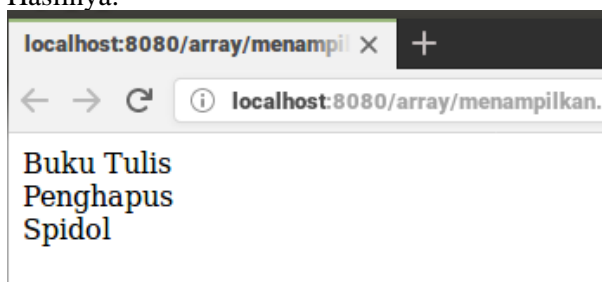 Hasilnya:
localhost:8080/array/menampil
localhost:8080/array/menampilkan.
Buku Tulis
Penghapus
Spidol